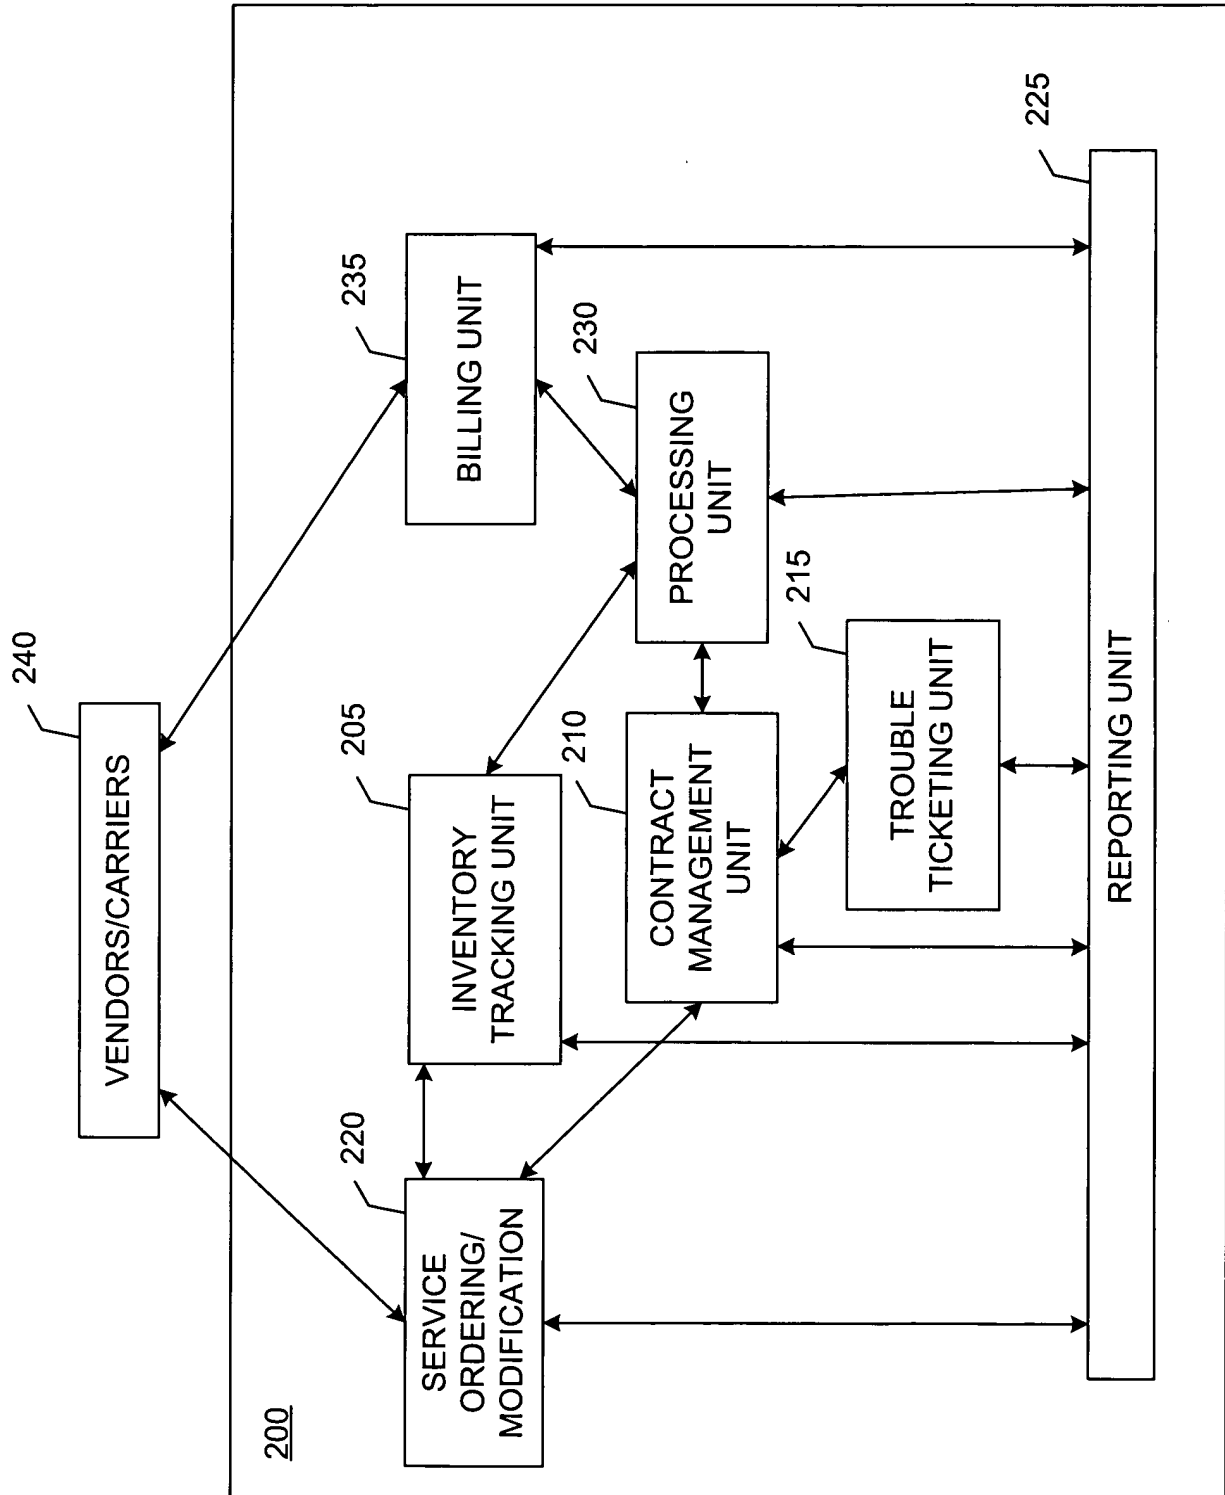 240
VENDORS/CARRIERS
200
220
SERVICE
ORDERING/
MODIFICATION
205
INVENTORY
TRACKING UNIT
235
BILLING UNIT
210
CONTRACT
MANAGEMENT
UNIT
230
PROCESSING
UNIT
215
TROUBLE
TICKETING UNIT
225
REPORTING UNIT